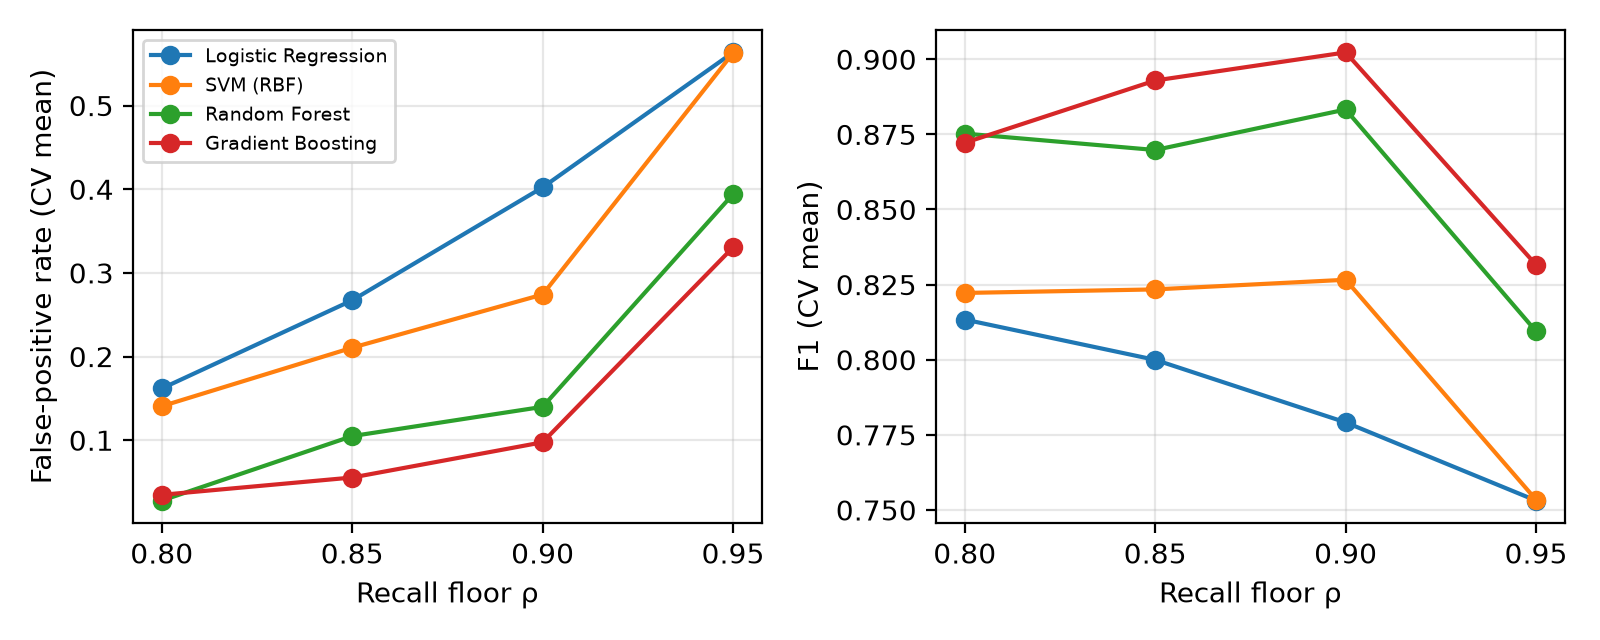 False-positive rate (CV mean)
0.5
0.4
0.3
0.2
0.1
Logistic Regression
SVM (RBF)
Random Forest
Gradient Boosting
0.80 0.85 0.90 0.95
Recall floor ρ
F1 (CV mean)
0.900
0.875
0.850
0.825
0.800
0.775
0.750
0.80 0.85 0.90 0.95
Recall floor ρ